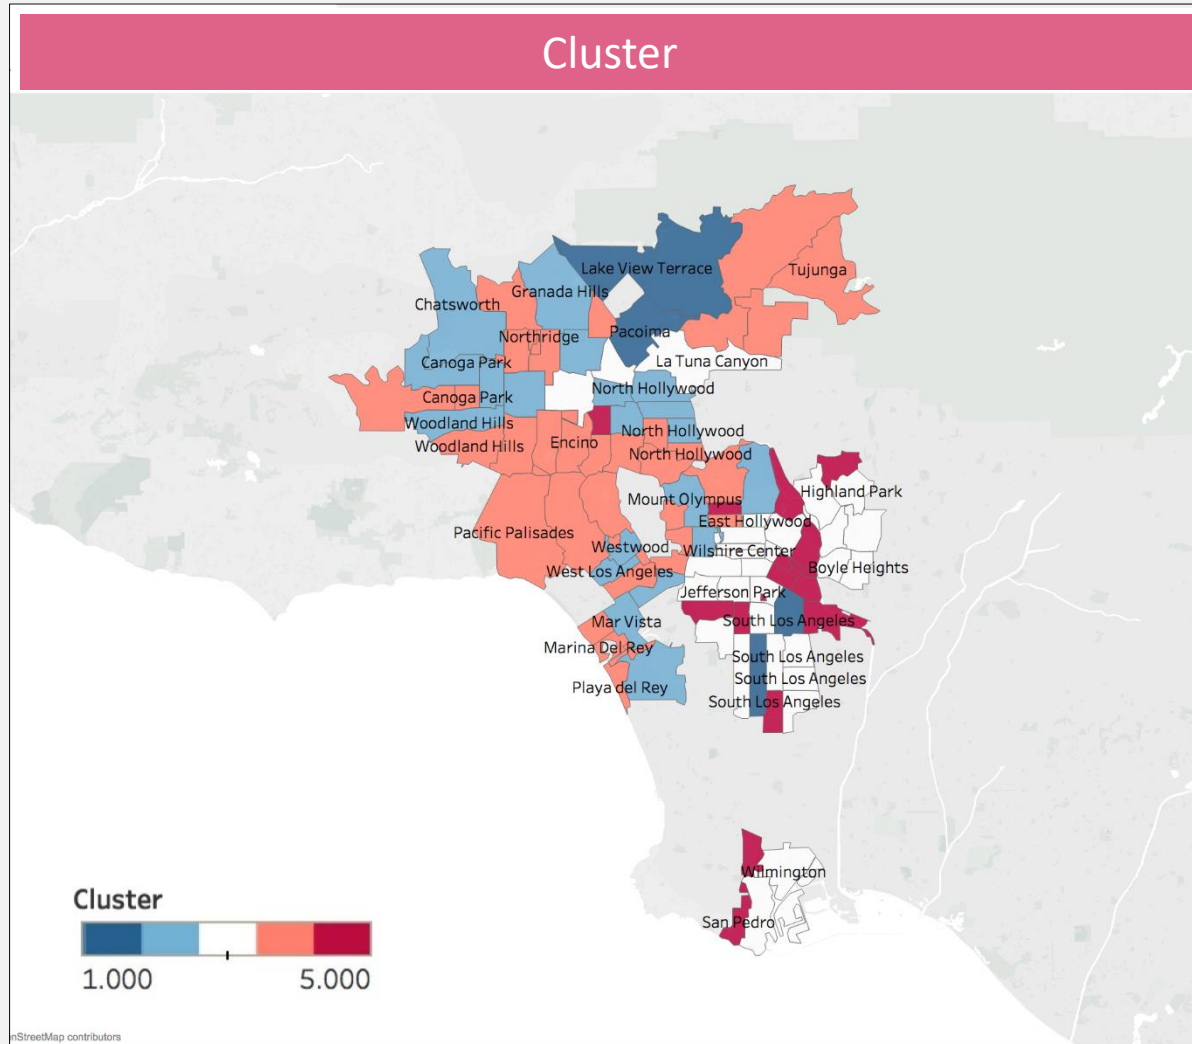 Cluster
Lake View Terrace
Tujunga
Granada Hills
Chatsworth
Pacoima
Northridge
La Tuna Canyon
Canoga Park
North Hollywood
Canoga Park
Woodland Hills
North Hollywood
Encino
Woodland Hills
North Hollywood
Highland Park
Mount Olympus
East Hollywood
Pacific Palisades
Westwood
Wilshire Center
Boyle Heights
West Los Angeles
Jefferson Park
Mar Vista
South Los Angeles
Marina Del Rey
South Los Angeles
South Los Angeles
Playa del Rey
South Los Angeles
Wilmington
San Pedro
Cluster
1.000
5.000
nStreetMap contributors